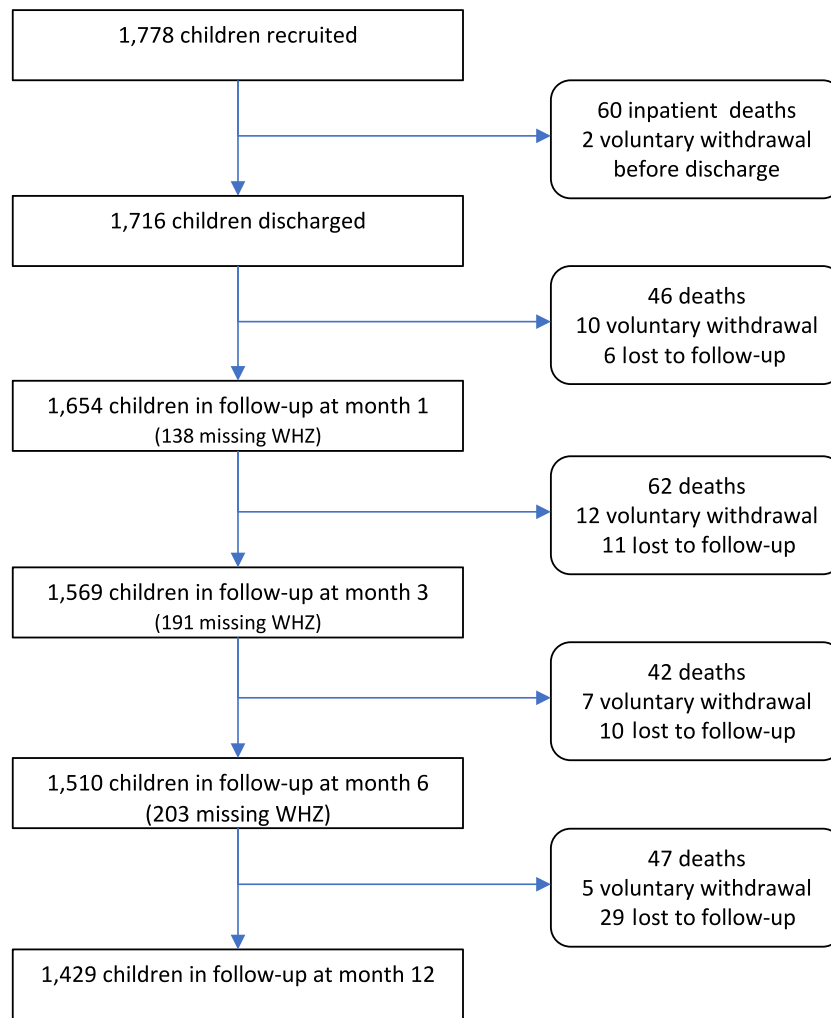 1,778 children recruited
60 inpatient deaths
2 voluntary withdrawal
before discharge
1,716 children discharged
46 deaths
10 voluntary withdrawal
6 lost to follow-up
1,654 children in follow-up at month 1
(138 missing WHZ)
62 deaths
12 voluntary withdrawal
11 lost to follow-up
1,569 children in follow-up at month 3
(191 missing WHZ)
42 deaths
7 voluntary withdrawal
10 lost to follow-up
1,510 children in follow-up at month 6
(203 missing WHZ)
47 deaths
5 voluntary withdrawal
29 lost to follow-up
1,429 children in follow-up at month 12